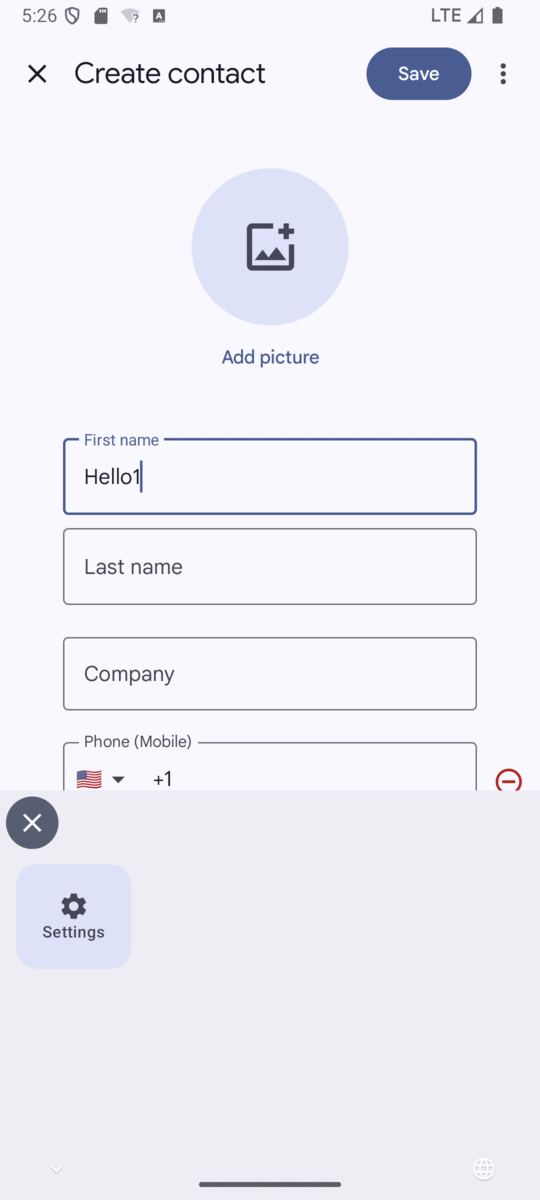 5:26
LTE
Create contact
Save
Add picture
First name
Hello1
Last name
Company
Phone (Mobile)
+1
Settings